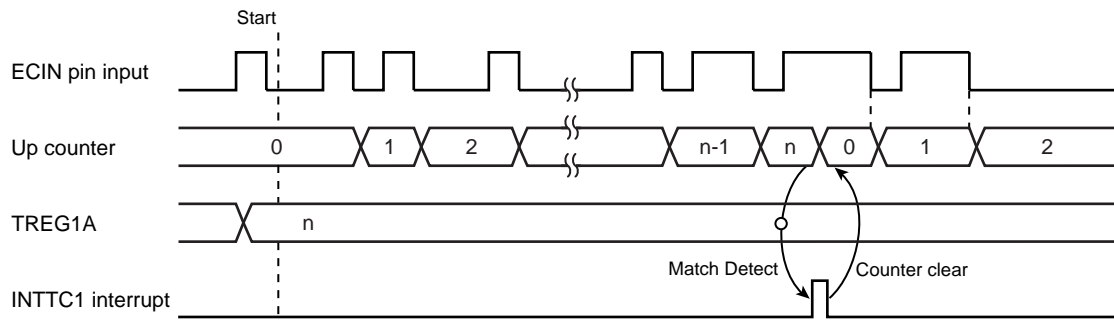 Start
ECIN pin input
Up counter 0 1 2 n-1 n 0 1 2
TREG1A n
Match Detect Counter clear
INTTC1 interrupt